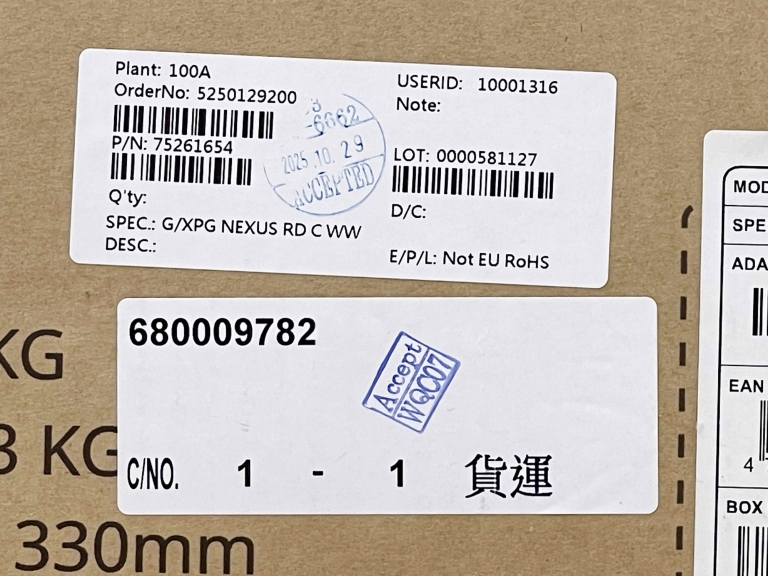 Plant: 100A
OrderNo: 5250129200
P/N: 75261654
Q'ty:
SPEC.: G/XPG NEXUS RD C WW
DESC.:
USERID: 10001316
Note:
LOT: 0000581127
D/C:
E/P/L: Not EU RoHS
-6662
2025.10.29
ACCEPTED
680009782
Accept
WQC07
C/NO. 1 - 1 貨運
KG
3 KG
330mm
MOD
SPE
ADA
EAN
4
BOX